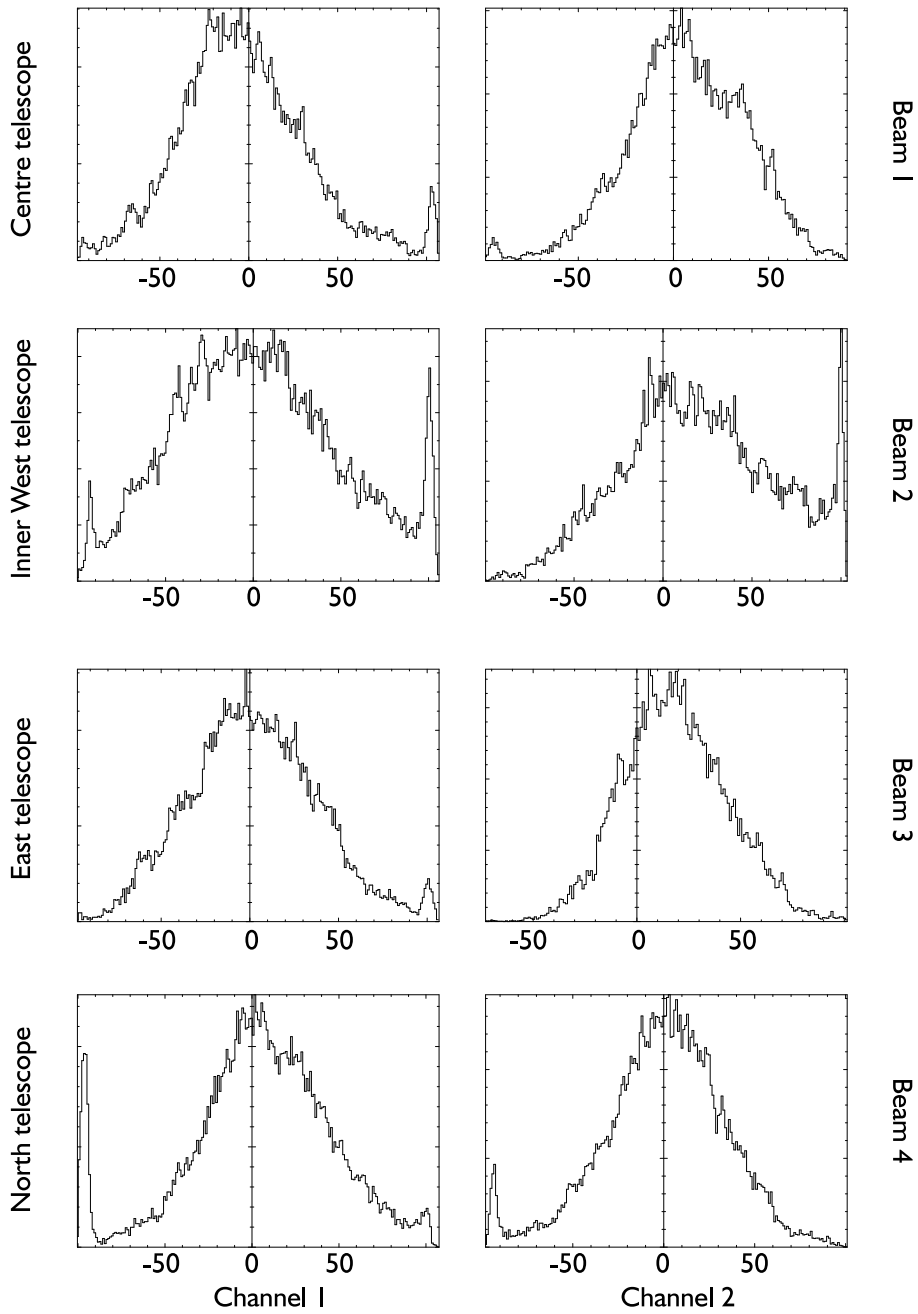 Centre telescope
Beam 1
-50 0 50
-50 0 50
Inner West telescope
Beam 2
-50 0 50
-50 0 50
East telescope
Beam 3
-50 0 50
-50 0 50
North telescope
Beam 4
-50 0 50
-50 0 50
Channel 1
Channel 2